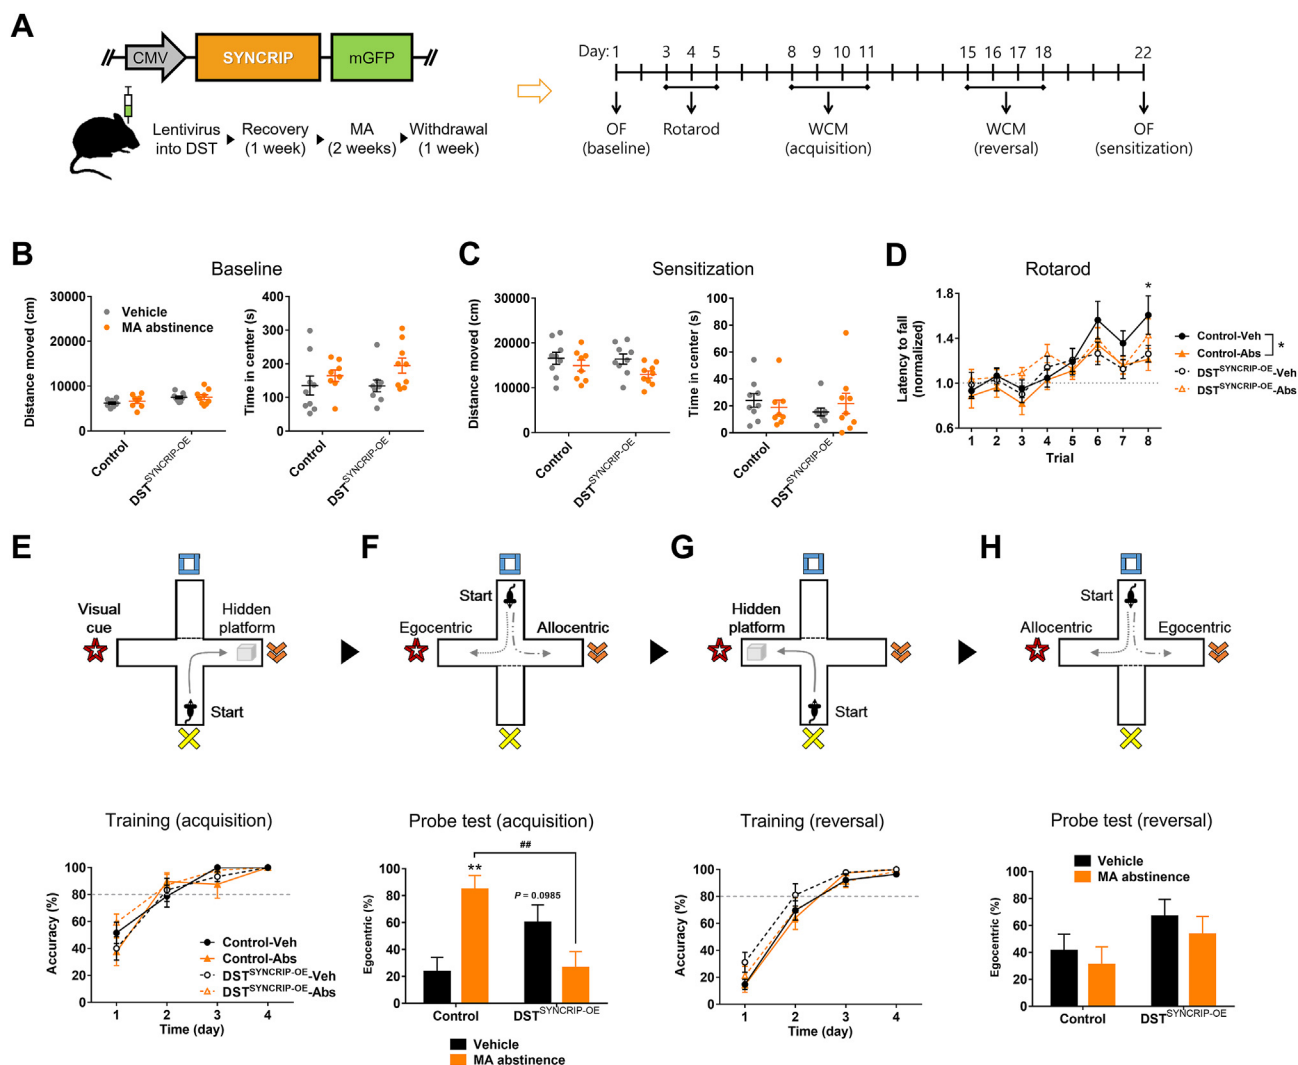 A
CMV
SYNCRIP
mGFP
Lentivirus
into DST
Recovery
(1 week)
MA
(2 weeks)
Withdrawal
(1 week)
Day: 1 3 4 5 8 9 10 11 15 16 17 18 22
OF
(baseline)
Rotarod
WCM
(acquisition)
WCM
(reversal)
OF
(sensitization)
B
Baseline
Distance moved (cm)
30000
20000
10000
0
Vehicle
MA abstinence
Control
DST^SYNCRIP-OE
Time in center (s)
400
300
200
100
0
Control
DST^SYNCRIP-OE
C
Sensitization
Distance moved (cm)
30000
20000
10000
0
Control
DST^SYNCRIP-OE
Time in center (s)
100
80
60
40
20
0
Control
DST^SYNCRIP-OE
D
Rotarod
Latency to fall
(normalized)
1.8
1.4
1.0
0.6
*
1 2 3 4 5 6 7 8
Trial
Control-Veh
Control-Abs
DST^SYNCRIP-OE-Veh
DST^SYNCRIP-OE-Abs
*
E
Visual
cue
Hidden
platform
Start
Training (acquisition)
Accuracy (%)
100
80
60
40
20
0
Control-Veh
Control-Abs
DST^SYNCRIP-OE-Veh
DST^SYNCRIP-OE-Abs
1 2 3 4
Time (day)
F
Start
Egocentric
Allocentric
Probe test (acquisition)
Egocentric (%)
100
80
60
40
20
0
##
**
P = 0.0985
Control
DST^SYNCRIP-OE
Vehicle
MA abstinence
G
Hidden
platform
Start
Training (reversal)
Accuracy (%)
100
80
60
40
20
0
1 2 3 4
Time (day)
H
Start
Allocentric
Egocentric
Probe test (reversal)
Vehicle
MA abstinence
Egocentric (%)
100
80
60
40
20
0
Control
DST^SYNCRIP-OE